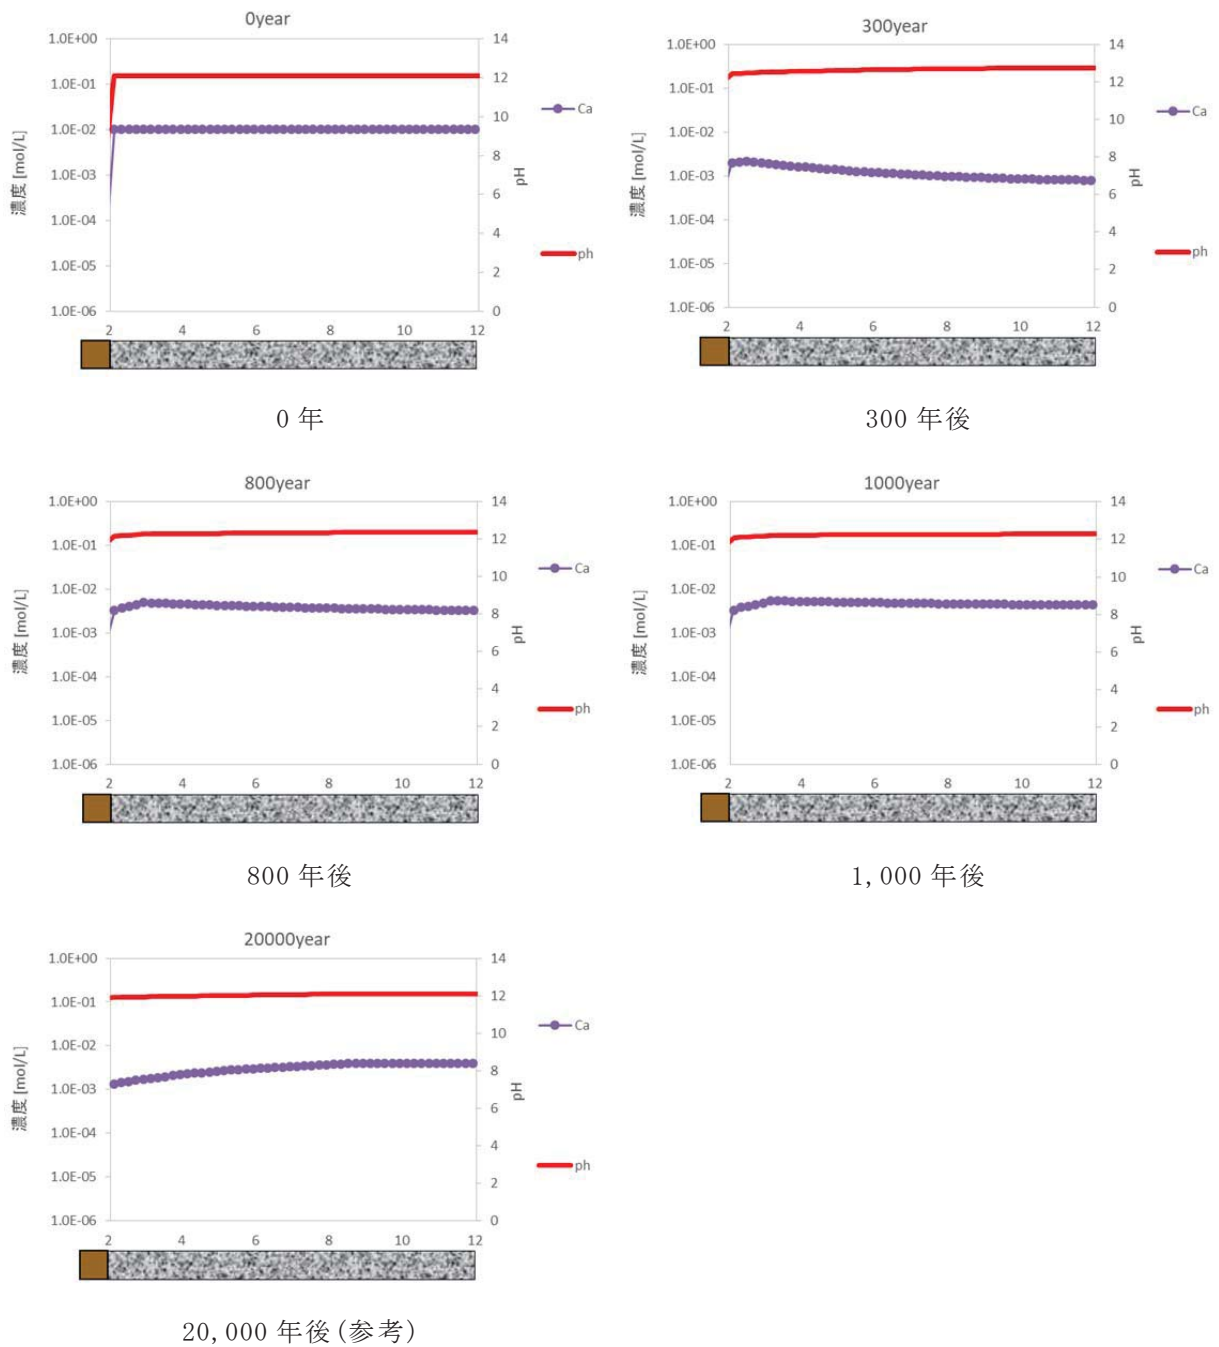 0year
1.0E+00
1.0E-01
1.0E-02
1.0E-03
1.0E-04
1.0E-05
1.0E-06
濃度 [mol/L]
14
12
10
8
6
4
2
0
pH
Ca
ph
2 4 6 8 10 12
0 年
300year
1.0E+00
1.0E-01
1.0E-02
1.0E-03
1.0E-04
1.0E-05
1.0E-06
濃度 [mol/L]
14
12
10
8
6
4
2
0
pH
Ca
ph
2 4 6 8 10 12
300 年後
800year
1.0E+00
1.0E-01
1.0E-02
1.0E-03
1.0E-04
1.0E-05
1.0E-06
濃度 [mol/L]
14
12
10
8
6
4
2
0
pH
Ca
ph
2 4 6 8 10 12
800 年後
1000year
1.0E+00
1.0E-01
1.0E-02
1.0E-03
1.0E-04
1.0E-05
1.0E-06
濃度 [mol/L]
14
12
10
8
6
4
2
0
pH
Ca
ph
2 4 6 8 10 12
1,000 年後
20000year
1.0E+00
1.0E-01
1.0E-02
1.0E-03
1.0E-04
1.0E-05
1.0E-06
濃度 [mol/L]
14
12
10
8
6
4
2
0
pH
Ca
ph
2 4 6 8 10 12
20,000 年後(参考)